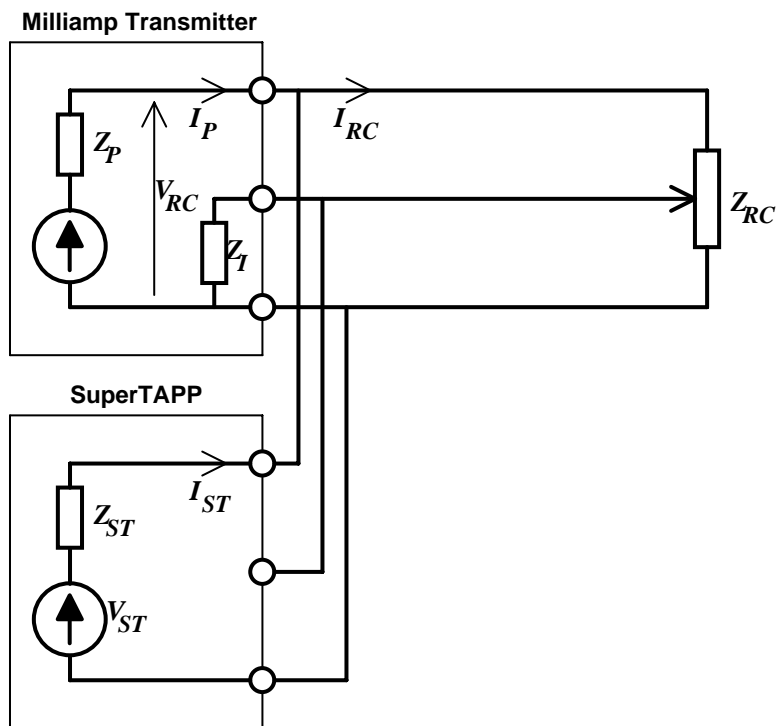 Milliamp Transmitter
I_P
I_RC
Z_P
V_RC
Z_I
Z_RC
SuperTAPP
I_ST
Z_ST
V_ST